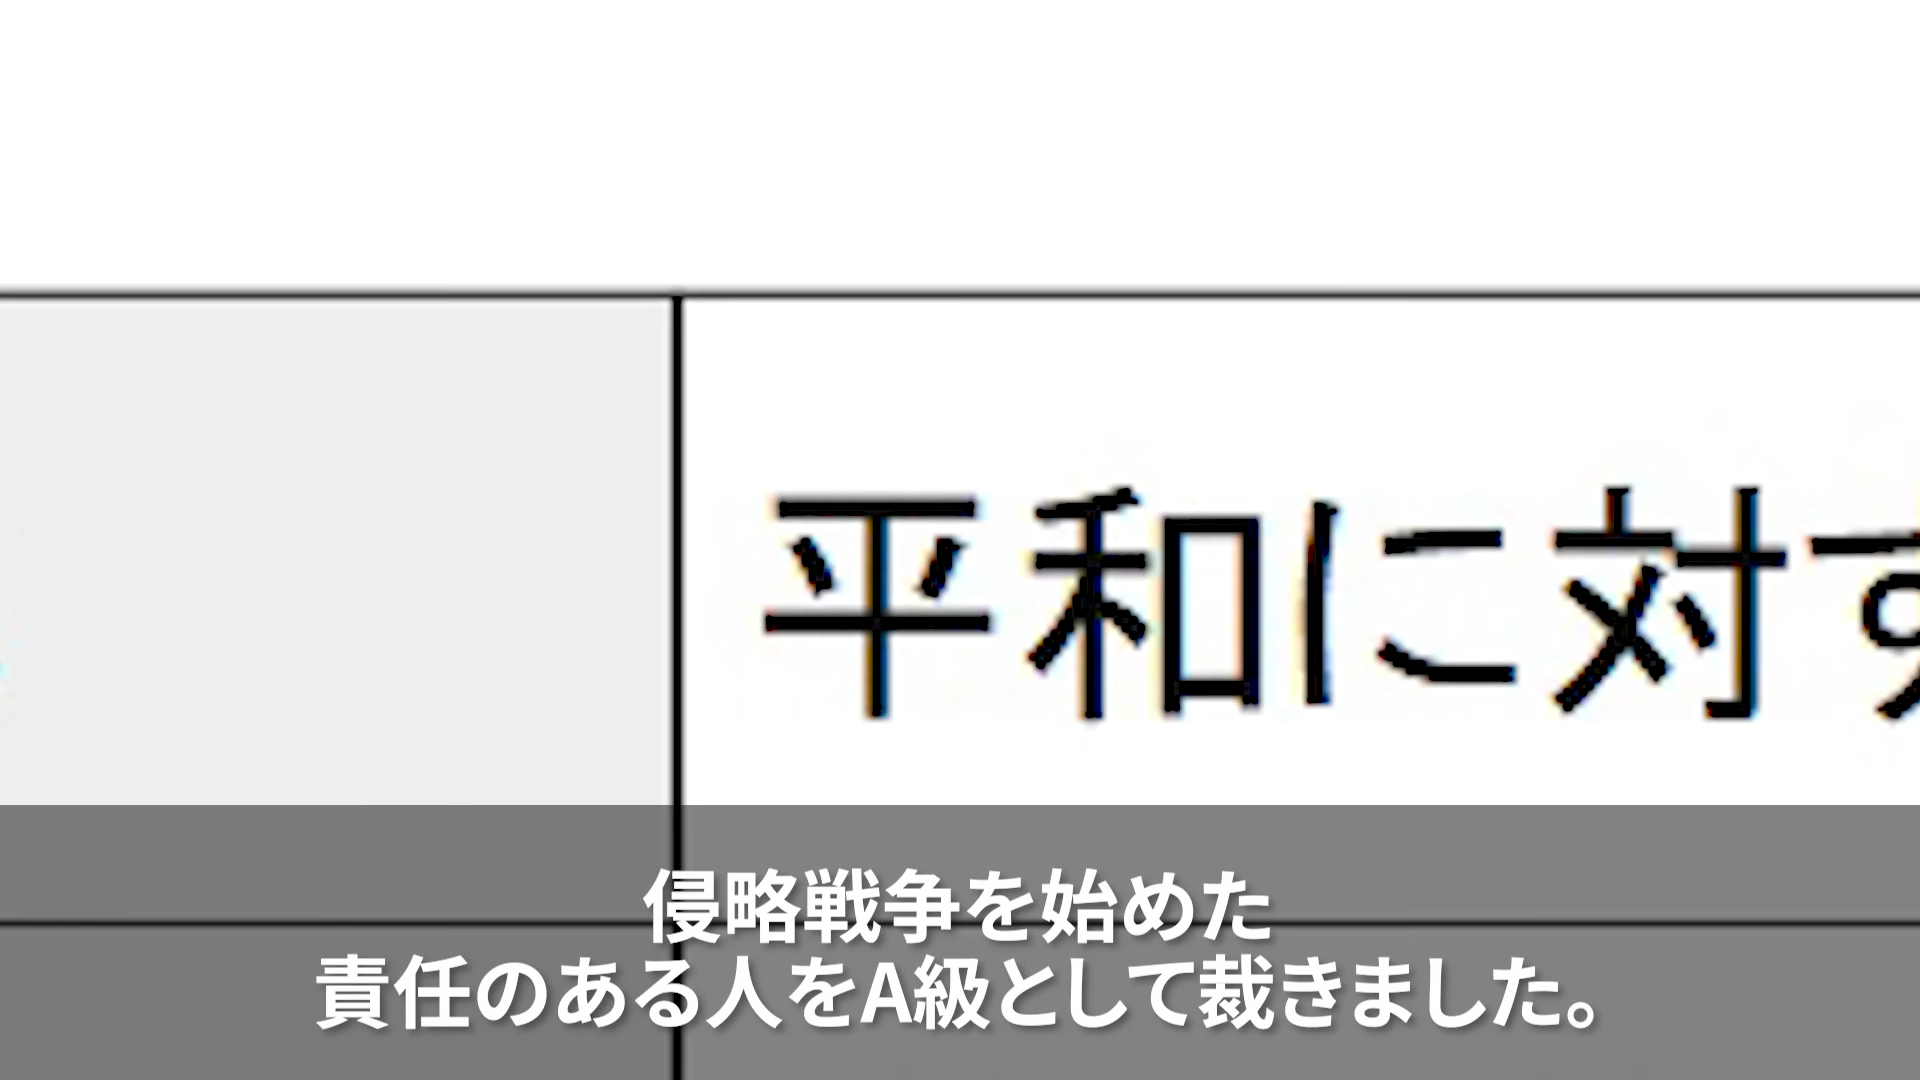 平和に対す
侵略戦争を始めた
責任のある人をA級として裁きました。